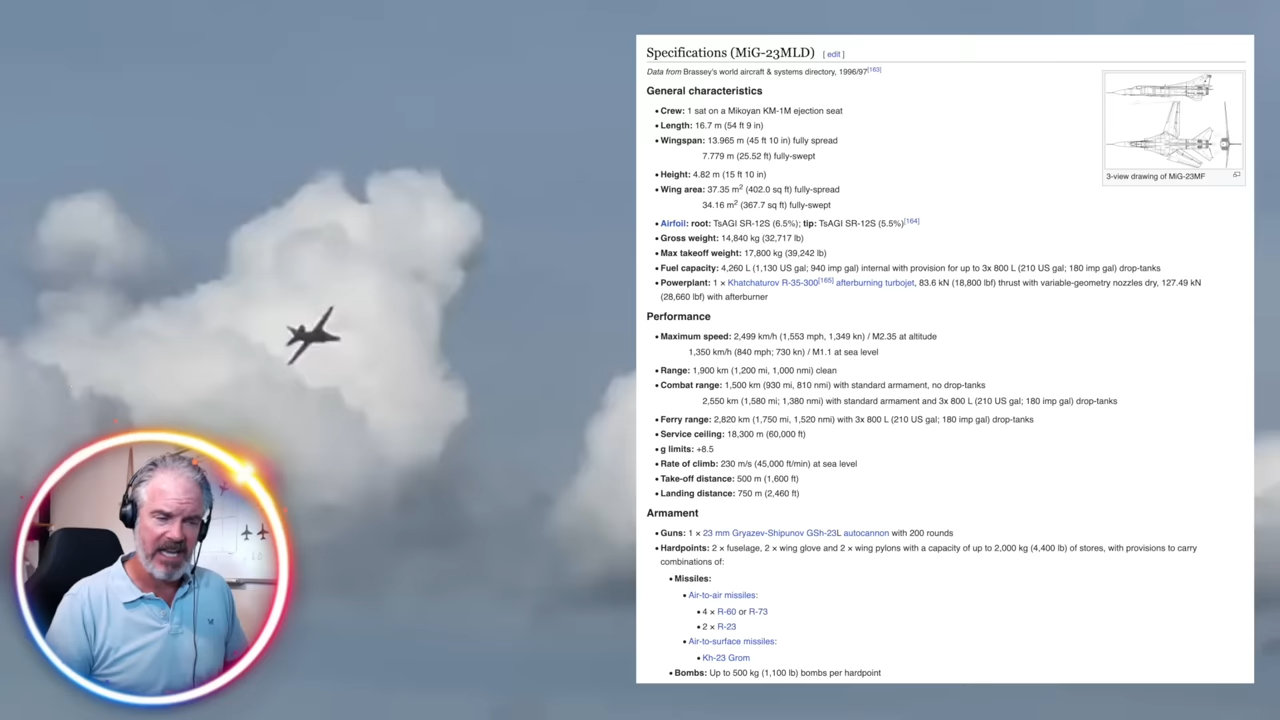 Specifications (MiG-23MLD) [ edit ]
Data from Brassey's world aircraft & systems directory, 1996/97[163]
General characteristics
• Crew: 1 sat on a Mikoyan KM-1M ejection seat
• Length: 16.7 m (54 ft 9 in)
• Wingspan: 13.965 m (45 ft 10 in) fully spread
7.779 m (25.52 ft) fully-swept
• Height: 4.82 m (15 ft 10 in)
• Wing area: 37.35 m2 (402.0 sq ft) fully-spread
34.16 m2 (367.7 sq ft) fully-swept
• Airfoil: root: TsAGI SR-12S (6.5%); tip: TsAGI SR-12S (5.5%)[164]
• Gross weight: 14,840 kg (32,717 lb)
• Max takeoff weight: 17,800 kg (39,242 lb)
• Fuel capacity: 4,260 L (1,130 US gal; 940 imp gal) internal with provision for up to 3x 800 L (210 US gal; 180 imp gal) drop-tanks
• Powerplant: 1 × Khatchaturov R-35-300[165] afterburning turbojet, 83.6 kN (18,800 lbf) thrust with variable-geometry nozzles dry, 127.49 kN
(28,660 lbf) with afterburner
3-view drawing of MiG-23MF
Performance
• Maximum speed: 2,499 km/h (1,553 mph, 1,349 kn) / M2.35 at altitude
1,350 km/h (840 mph; 730 kn) / M1.1 at sea level
• Range: 1,900 km (1,200 mi, 1,000 nmi) clean
• Combat range: 1,500 km (930 mi, 810 nmi) with standard armament, no drop-tanks
2,550 km (1,580 mi; 1,380 nmi) with standard armament and 3x 800 L (210 US gal; 180 imp gal) drop-tanks
• Ferry range: 2,820 km (1,750 mi, 1,520 nmi) with 3x 800 L (210 US gal; 180 imp gal) drop-tanks
• Service ceiling: 18,300 m (60,000 ft)
• g limits: +8.5
• Rate of climb: 230 m/s (45,000 ft/min) at sea level
• Take-off distance: 500 m (1,600 ft)
• Landing distance: 750 m (2,460 ft)
Armament
• Guns: 1 × 23 mm Gryazev-Shipunov GSh-23L autocannon with 200 rounds
• Hardpoints: 2 × fuselage, 2 × wing glove and 2 × wing pylons with a capacity of up to 2,000 kg (4,400 lb) of stores, with provisions to carry
combinations of:
• Missiles:
• Air-to-air missiles:
• 4 × R-60 or R-73
• 2 × R-23
• Air-to-surface missiles:
• Kh-23 Grom
• Bombs: Up to 500 kg (1,100 lb) bombs per hardpoint